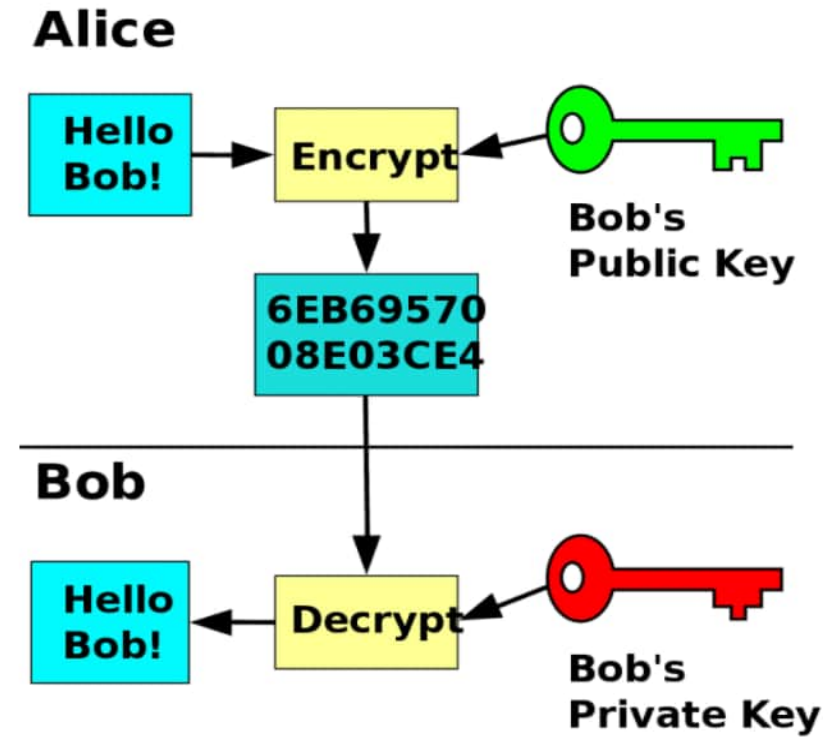 Alice
Hello
Bob!
Encrypt
Bob's
Public Key
6EB69570
08E03CE4
Bob
Hello
Bob!
Decrypt
Bob's
Private Key